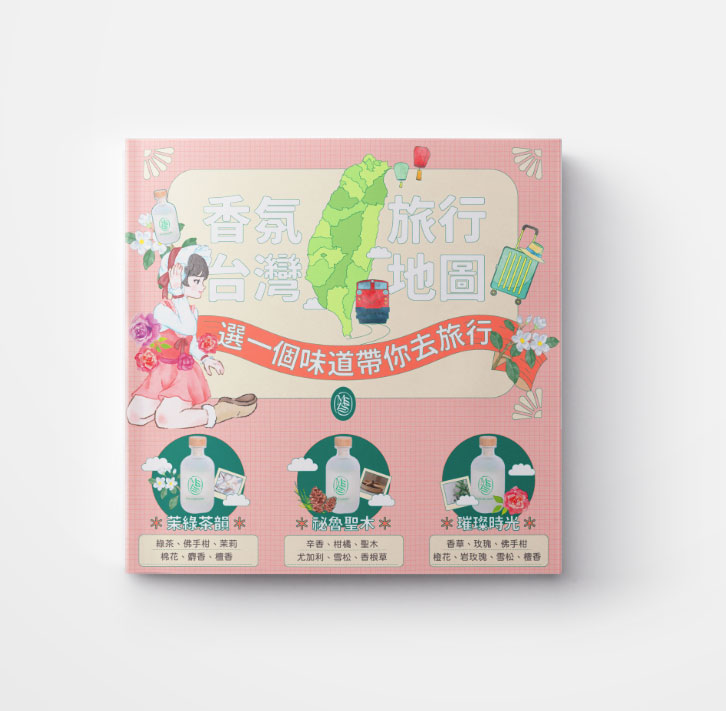 香氛 旅行
台灣 地圖
選一個味道帶你去旅行
茉綠茶韻
綠茶、佛手柑、茉莉
棉花、麝香、檀香
祕魯聖木
辛香、柑橘、聖木
尤加利、雪松、香根草
璀璨時光
香草、玫瑰、佛手柑
橙花、岩玫瑰、雪松、檀香